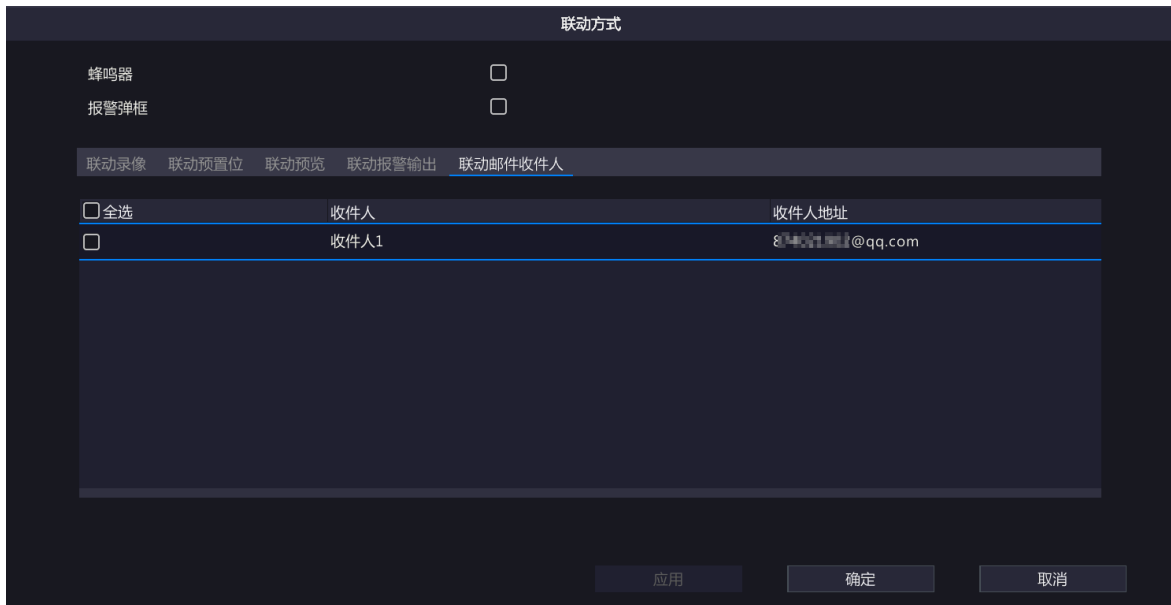 联动方式
蜂鸣器
报警弹框
联动录像 联动预置位 联动预览 联动报警输出 联动邮件收件人
全选 收件人 收件人地址
收件人1 @qq.com
应用 确定 取消